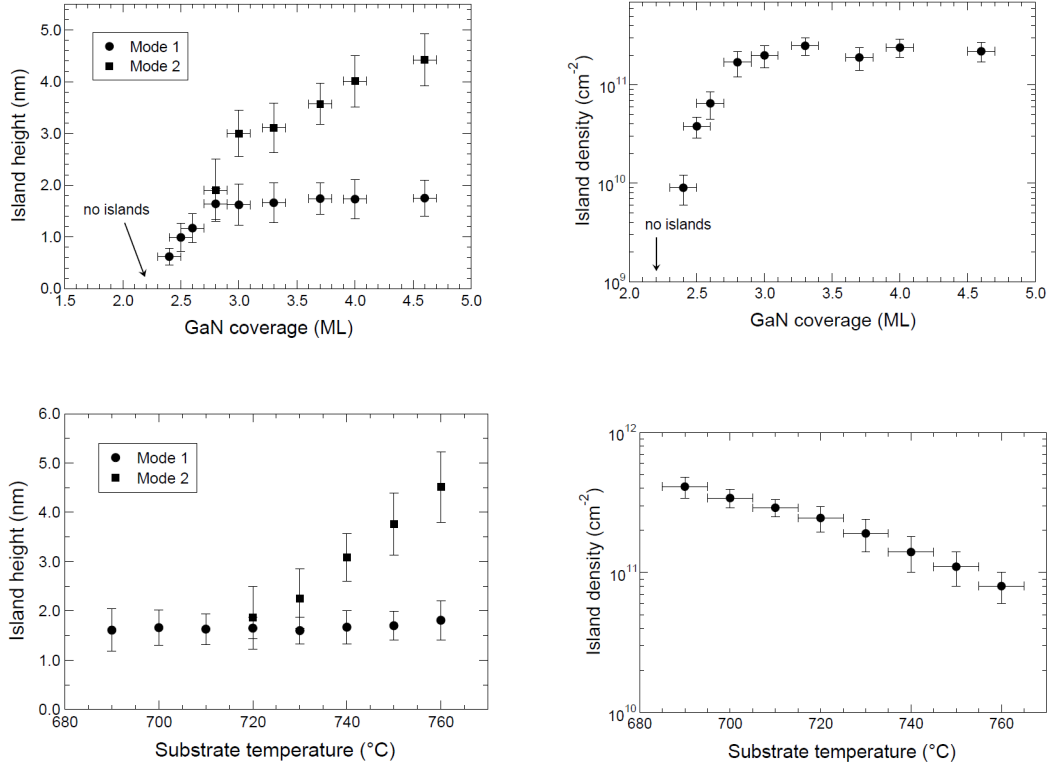 Island height (nm)
5.0
4.0
3.0
2.0
1.0
0.0
Mode 1
Mode 2
no islands
1.5 2.0 2.5 3.0 3.5 4.0 4.5 5.0
GaN coverage (ML)
Island density (cm⁻²)
10¹¹
10¹⁰
10⁹
no islands
2.0 2.5 3.0 3.5 4.0 4.5 5.0
GaN coverage (ML)
Island height (nm)
6.0
5.0
4.0
3.0
2.0
1.0
0.0
Mode 1
Mode 2
680 700 720 740 760
Substrate temperature (°C)
Island density (cm⁻²)
10¹²
10¹¹
10¹⁰
680 700 720 740 760
Substrate temperature (°C)